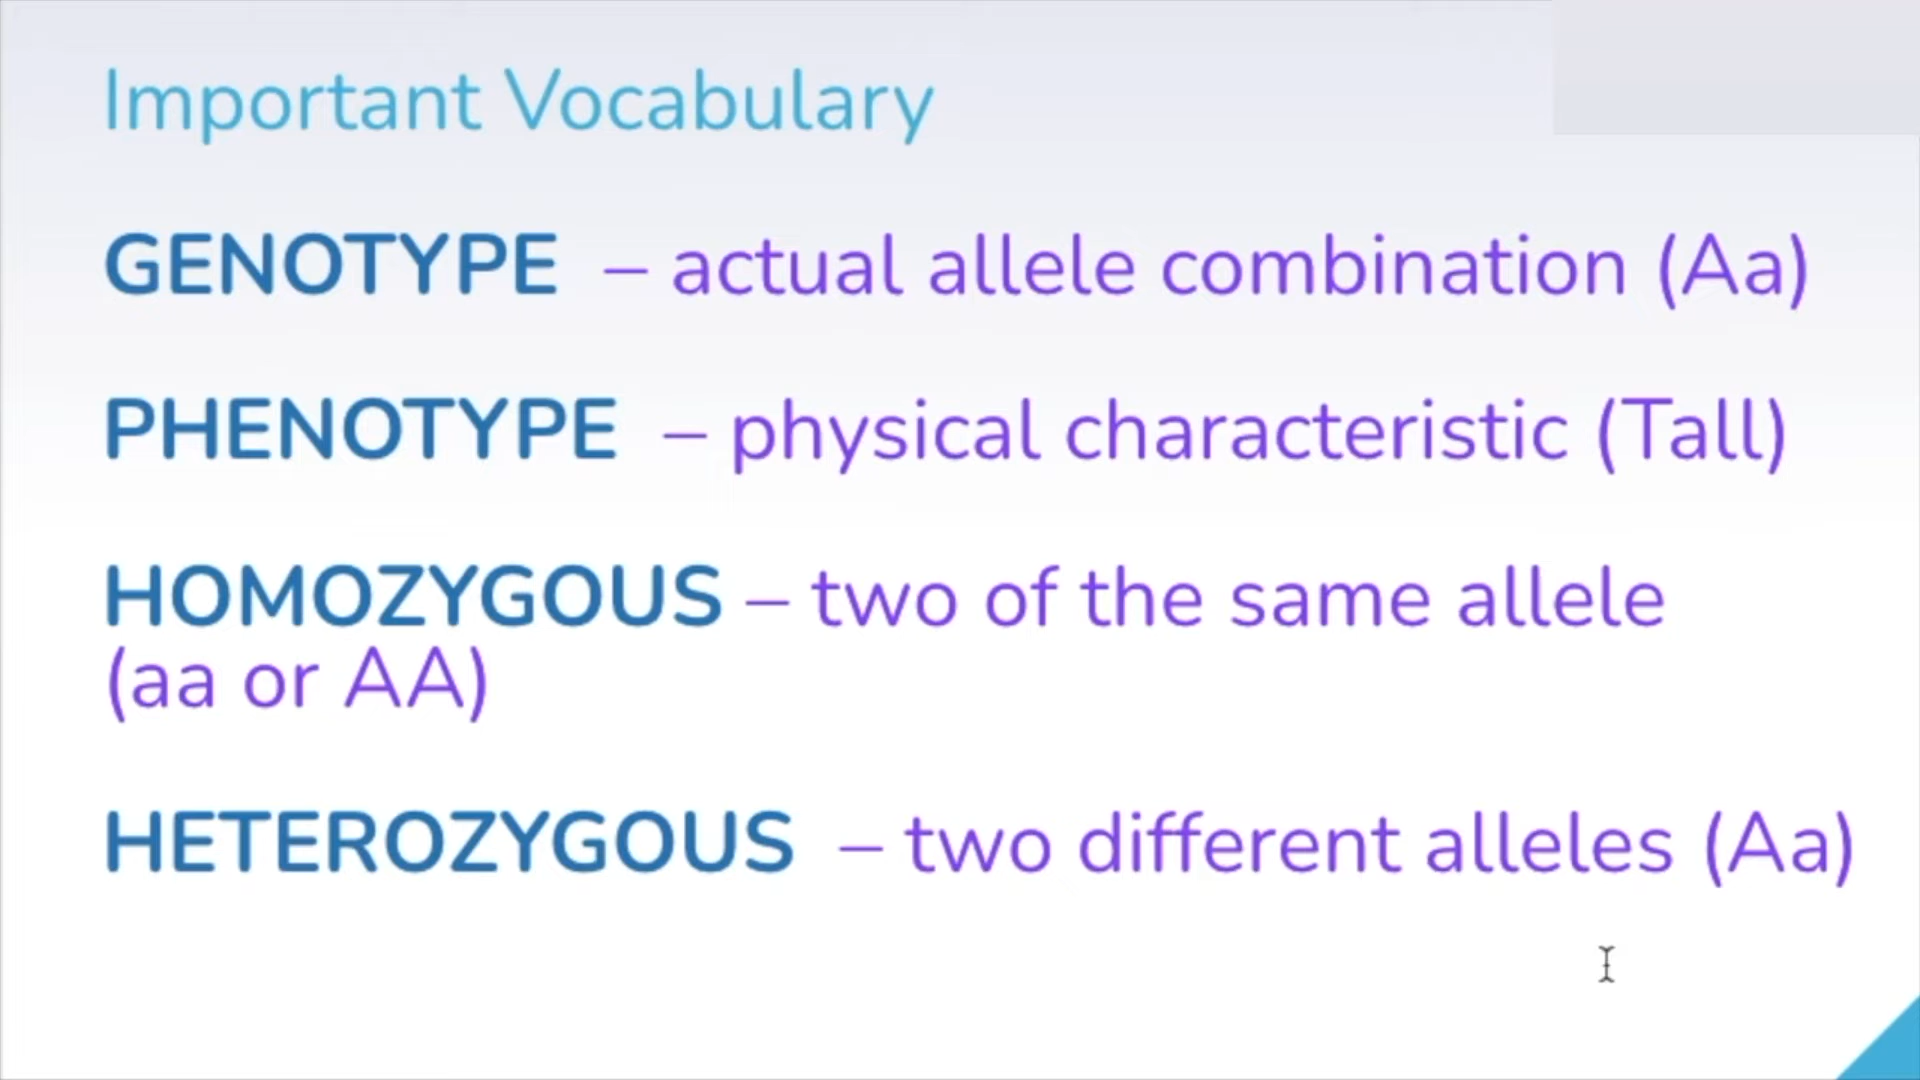 Important Vocabulary
GENOTYPE – actual allele combination (Aa)
PHENOTYPE – physical characteristic (Tall)
HOMOZYGOUS – two of the same allele
(aa or AA)
HETEROZYGOUS – two different alleles (Aa)